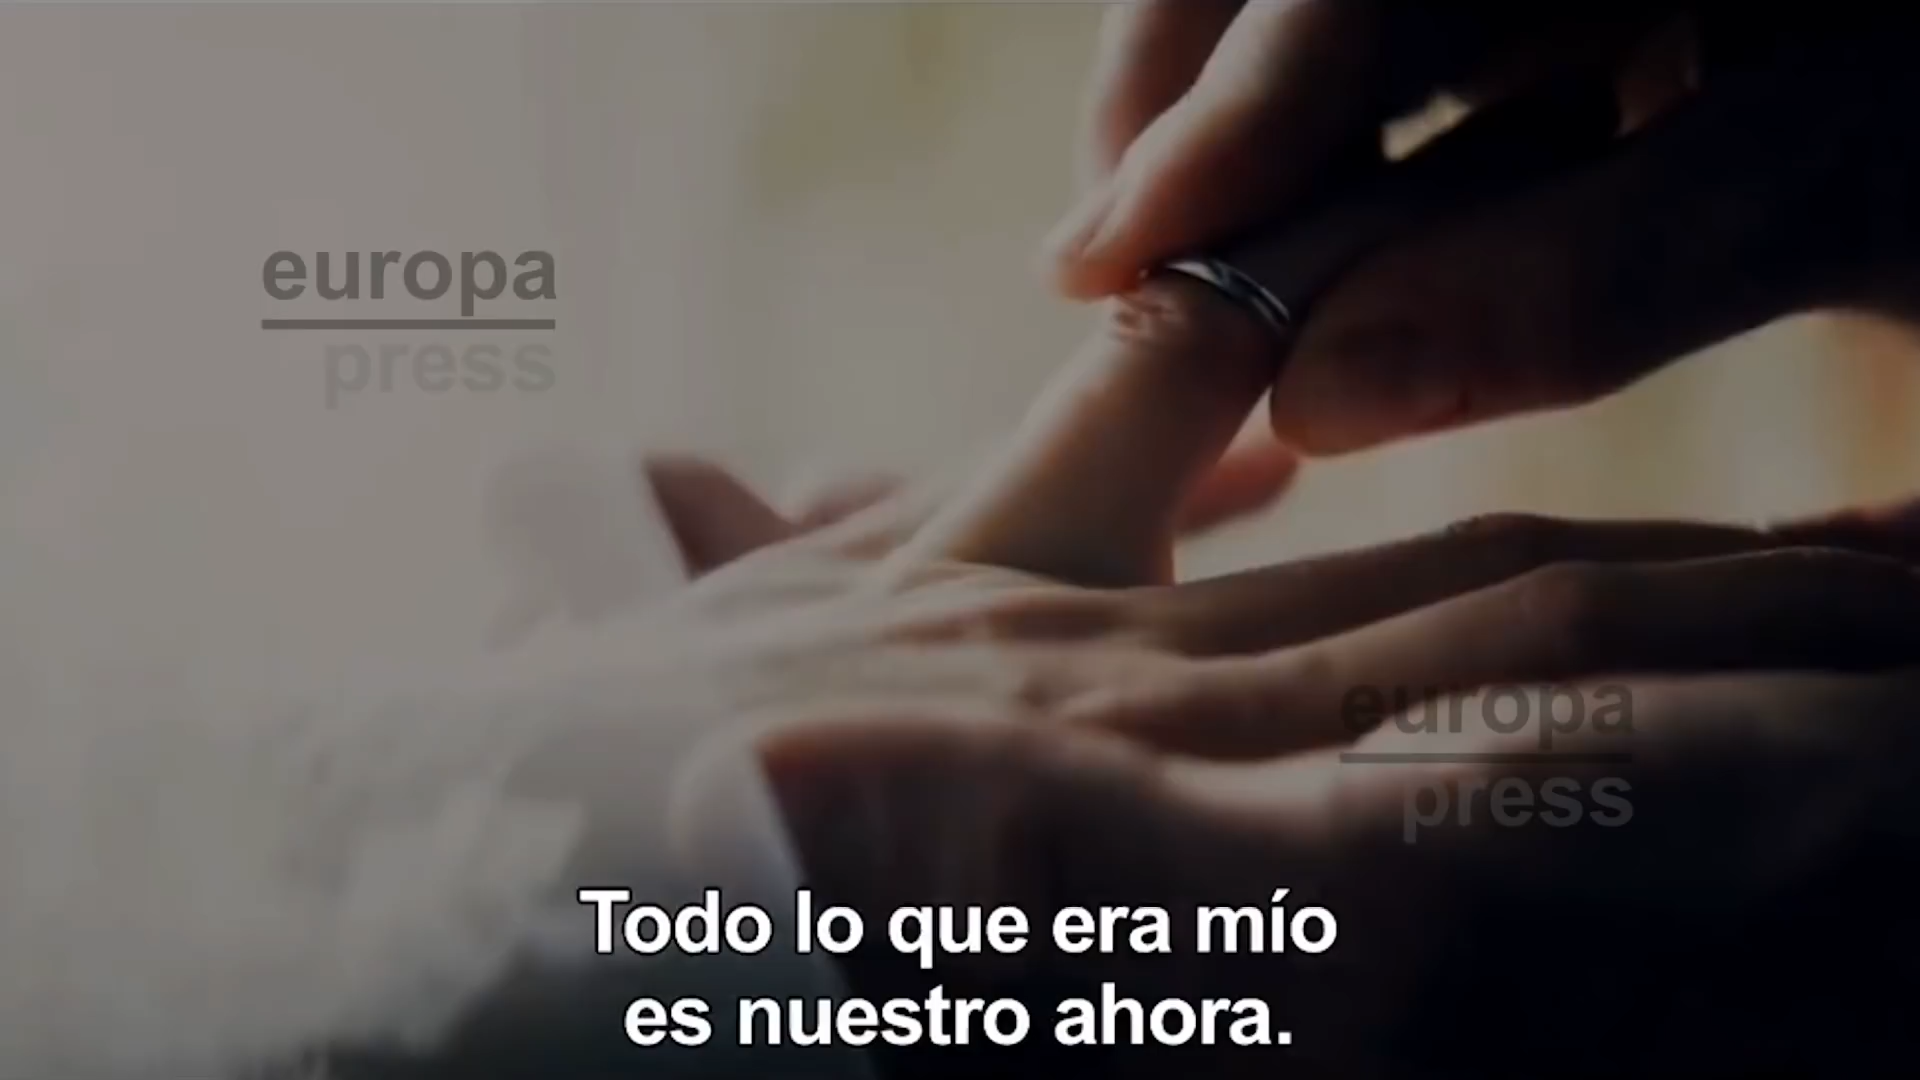 europa
press
europa
press
Todo lo que era mío
es nuestro ahora.